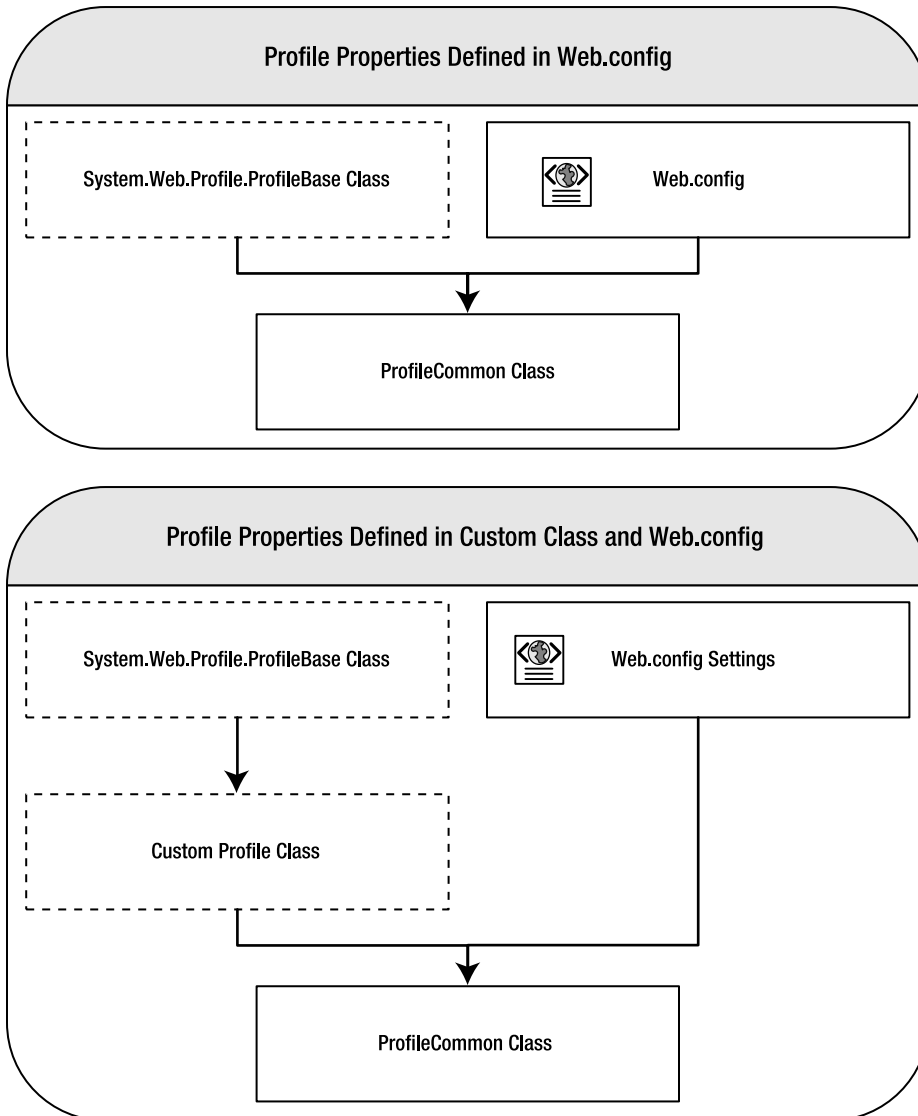 Profile Properties Defined in Web.config
System.Web.Profile.ProfileBase Class
Web.config
ProfileCommon Class
Profile Properties Defined in Custom Class and Web.config
System.Web.Profile.ProfileBase Class
Web.config Settings
Custom Profile Class
ProfileCommon Class